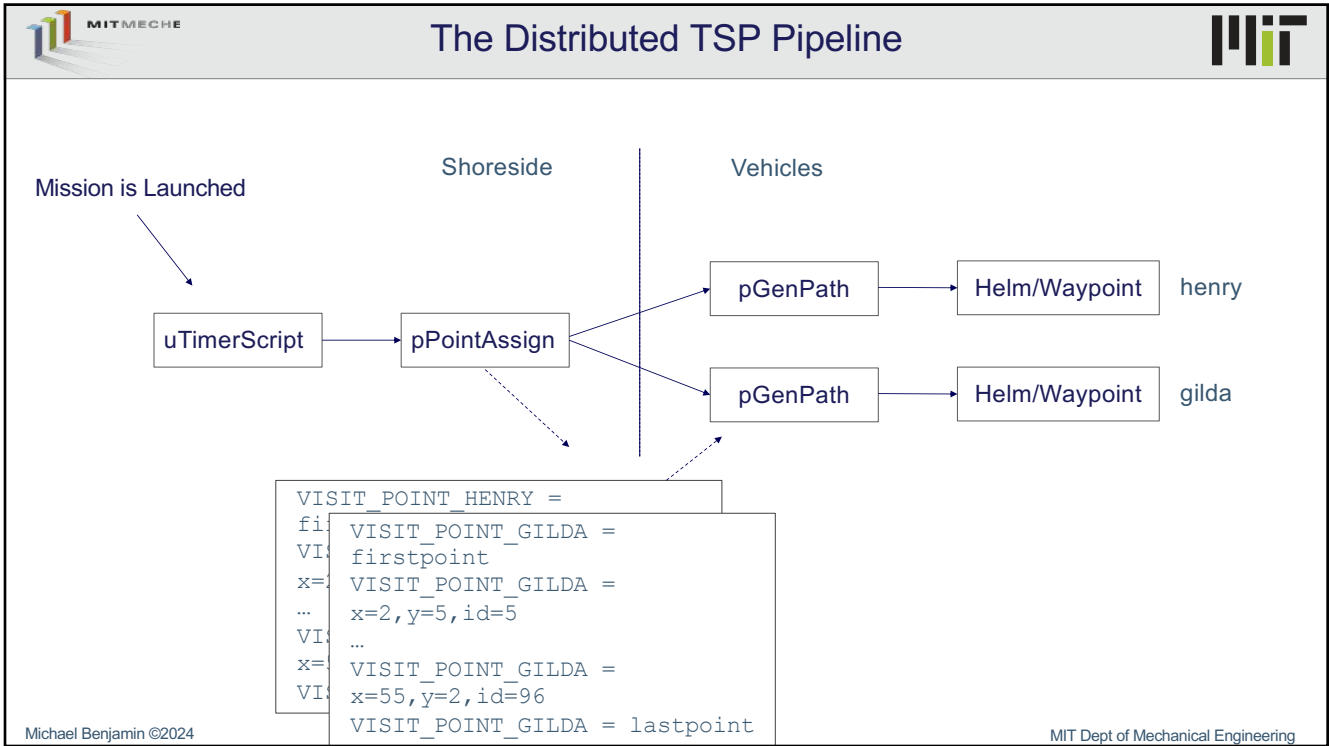 MITMECHE
The Distributed TSP Pipeline
MIT
Shoreside
Vehicles
Mission is Launched
pGenPath
Helm/Waypoint
henry
uTimerScript
pPointAssign
pGenPath
Helm/Waypoint
gilda
VISIT_POINT_HENRY =
VISIT_POINT_GILDA =
firstpoint
VISIT_POINT_GILDA =
x=2,y=5,id=5
…
VISIT_POINT_GILDA =
x=55,y=2,id=96
VISIT_POINT_GILDA = lastpoint
Michael Benjamin ©2024
MIT Dept of Mechanical Engineering